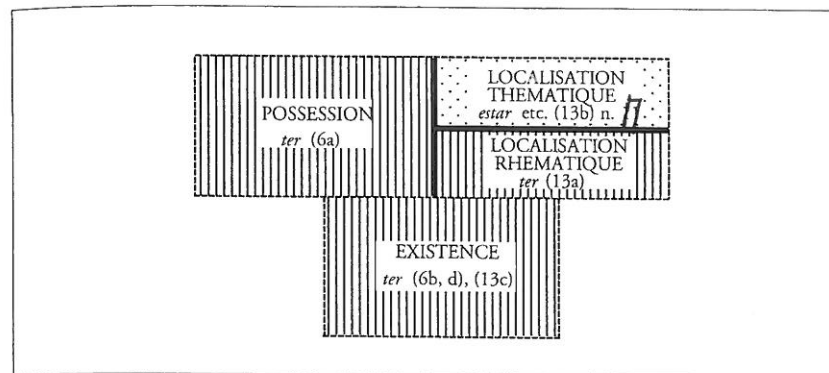 LOCALISATION
THEMATIQUE
estar etc. (13b) n.
POSSESSION
ter (6a)
LOCALISATION
RHEMATIQUE
ter (13a)
EXISTENCE
ter (6b, d), (13c)